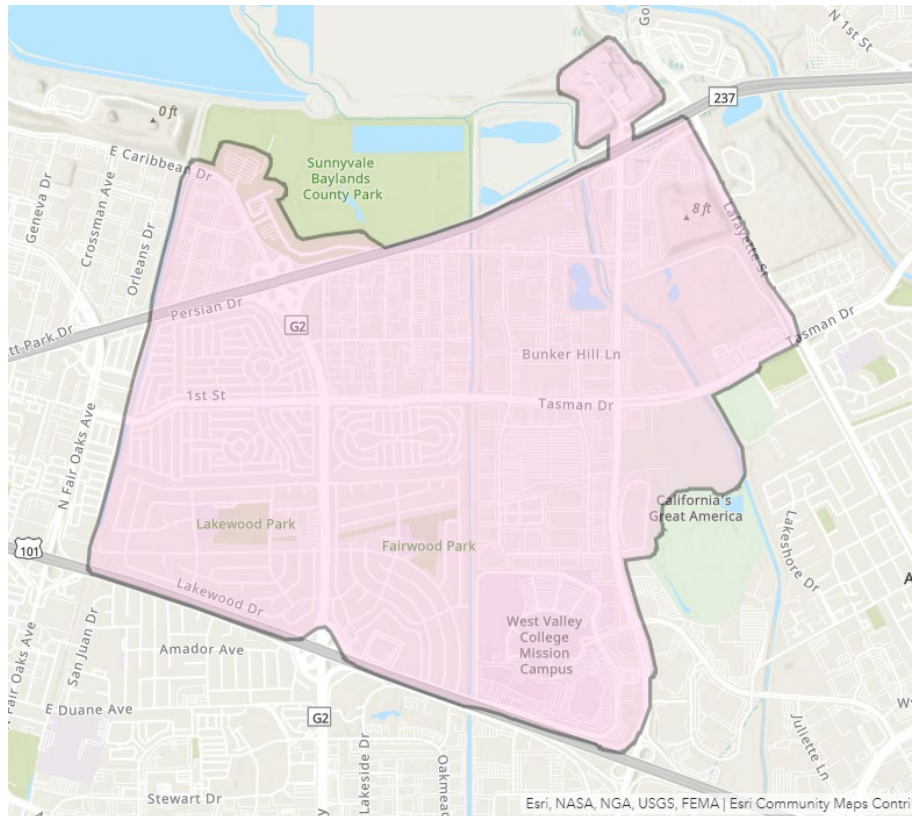 N 1st St
Go
237
0 ft
E Caribbean Dr
Sunnyvale
Baylands
County Park
Geneva Dr
Crossman Ave
Orleans Dr
8 ft
Lafayette St
Persian Dr
G2
tt Park Dr
Tasman Dr
Bunker Hill Ln
1st St
Tasman Dr
N Fair Oaks Ave
California's
Great America
Lakewood Park
Fairwood Park
101
Lakeshore Dr
A
Lakewood Dr
West Valley
College
Mission
Campus
San Juan Dr
Amador Ave
Fair Oaks Ave
E Duane Ave
G2
Wy
Juliette Ln
Lakeside Dr
Oakmead
y
Stewart Dr
Esri, NASA, NGA, USGS, FEMA | Esri Community Maps Contri